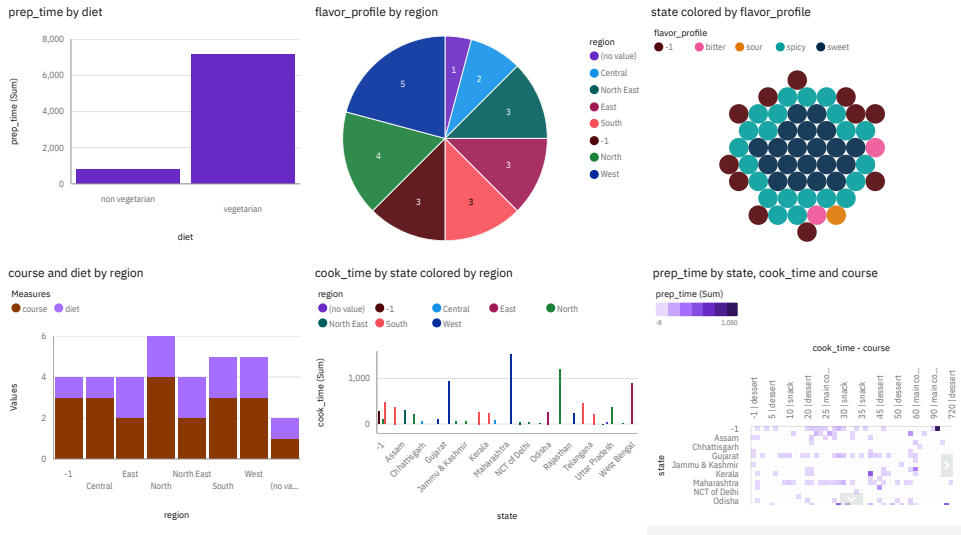 prep_time by diet
prep_time (Sum)
8,000
6,000
4,000
2,000
0
non vegetarian
vegetarian
diet
flavor_profile by region
1
2
3
3
3
3
4
5
region
(no value)
Central
North East
East
South
-1
North
West
state colored by flavor_profile
flavor_profile
-1 bitter sour spicy sweet
course and diet by region
Measures
course diet
Values
6
4
2
0
-1 East North East West
Central North South (no va...
region
cook_time by state colored by region
region
(no value) -1 Central East North
North East South West
cook_time (Sum)
1,000
0
-1
Assam
Chhattisgarh
Gujarat
Jammu & Kashmir
Kerala
Maharashtra
NCT of Delhi
Odisha
Rajasthan
Telangana
Uttar Pradesh
West Bengal
state
prep_time by state, cook_time and course
prep_time (Sum)
-8 1,080
cook_time - course
-1 | dessert
5 | dessert
10 | snack
20 | dessert
25 | main co...
30 | snack
35 | snack
45 | dessert
50 | dessert
60 | main co...
90 | main co...
720 | dessert
state
-1
Assam
Chhattisgarh
Gujarat
Jammu & Kashmir
Kerala
Maharashtra
NCT of Delhi
Odisha